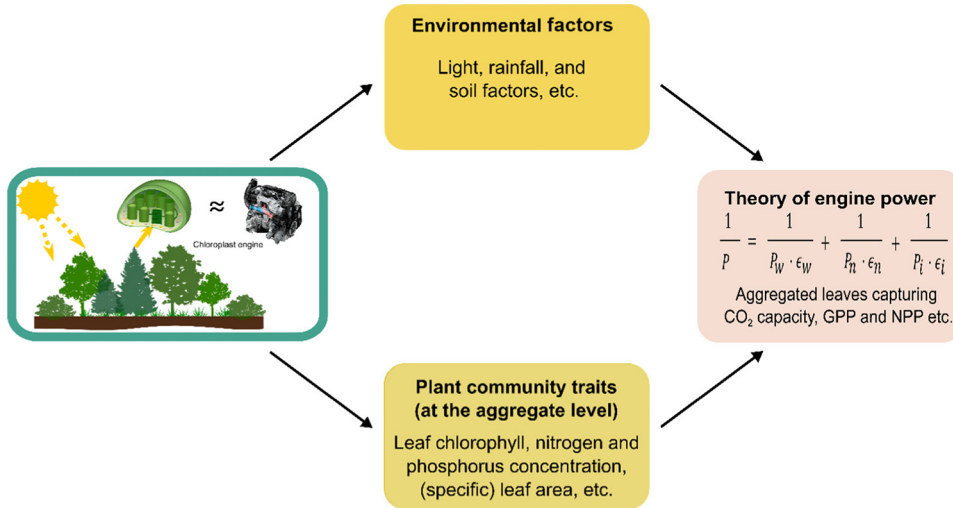 Environmental factors
Light, rainfall, and
soil factors, etc.
≈
Chloroplast engine
Theory of engine power
1/P = 1/(P_w · ϵ_w) + 1/(P_n · ϵ_n) + 1/(P_i · ϵ_i)
Aggregated leaves capturing
CO₂ capacity, GPP and NPP etc.
Plant community traits
(at the aggregate level)
Leaf chlorophyll, nitrogen and
phosphorus concentration,
(specific) leaf area, etc.